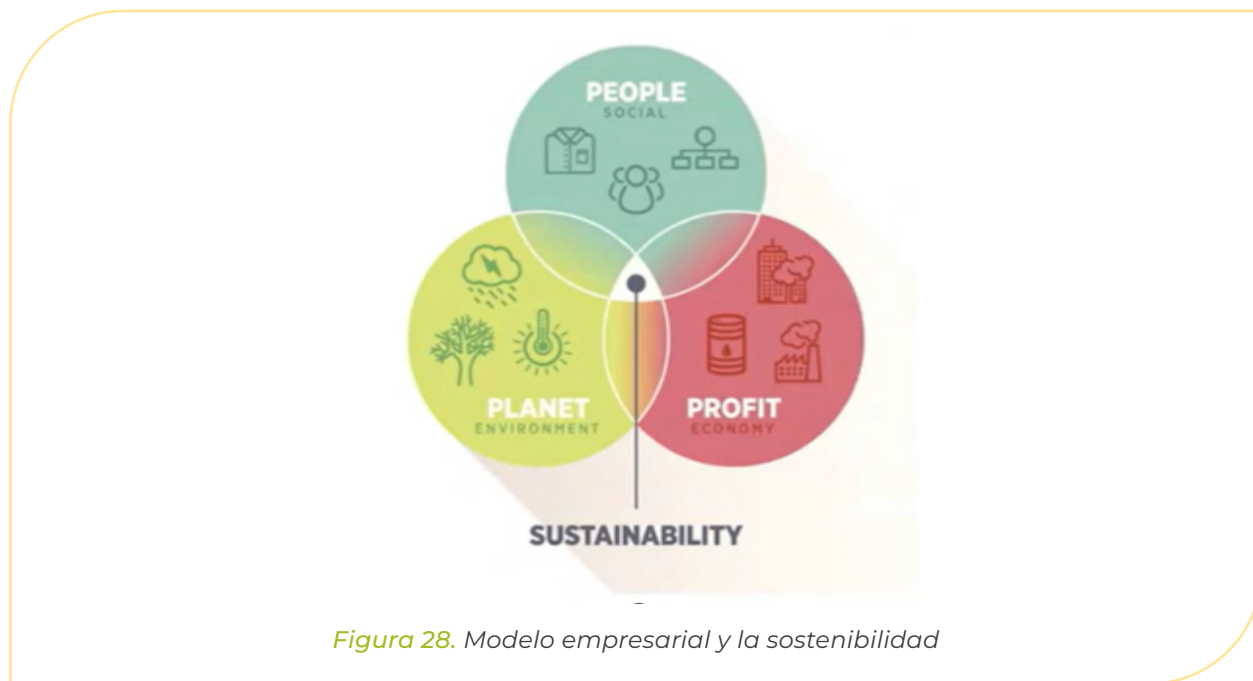 PEOPLE
SOCIAL
PLANET
ENVIRONMENT
PROFIT
ECONOMY
SUSTAINABILITY
Figura 28. Modelo empresarial y la sostenibilidad